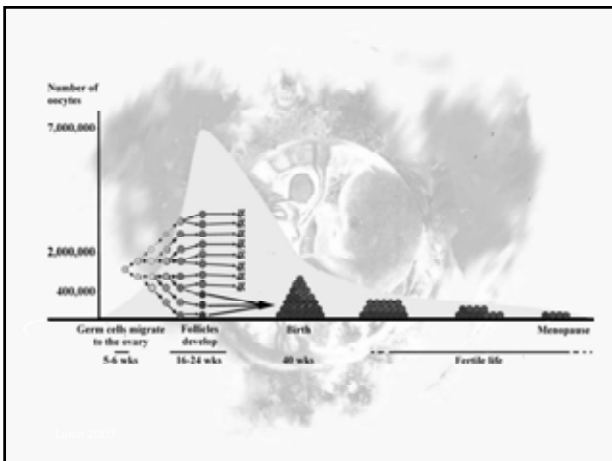 Number of
oocytes
7,000,000
2,000,000
400,000
Germ cells migrate
to the ovary
5-6 wks
Follicles
develop
16-24 wks
Birth
40 wks
Menopause
Fertile life